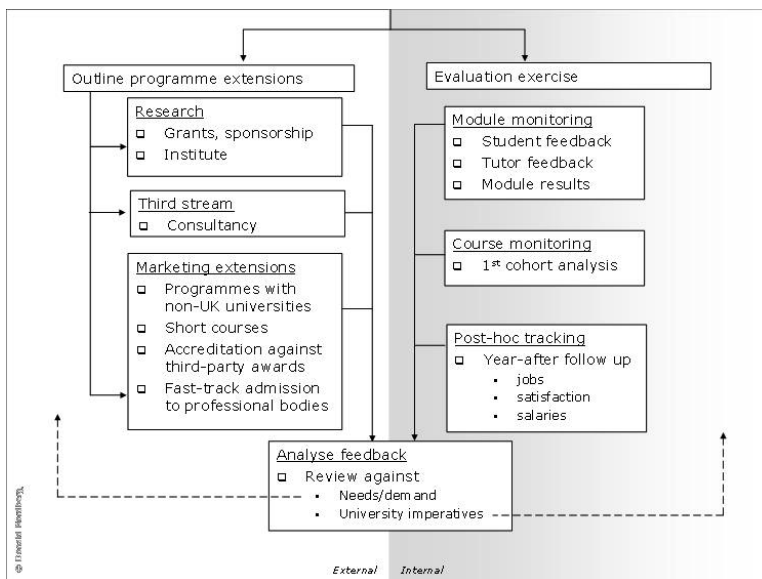 Outline programme extensions
Research
Grants, sponsorship
Institute
Third stream
Consultancy
Marketing extensions
Programmes with
non-UK universities
Short courses
Accreditation against
third-party awards
Fast-track admission
to professional bodies
Evaluation exercise
Module monitoring
Student feedback
Tutor feedback
Module results
Course monitoring
1st cohort analysis
Post-hoc tracking
Year-after follow up
jobs
satisfaction
salaries
Analyse feedback
Review against
Needs/demand
University imperatives
External
Internal
©